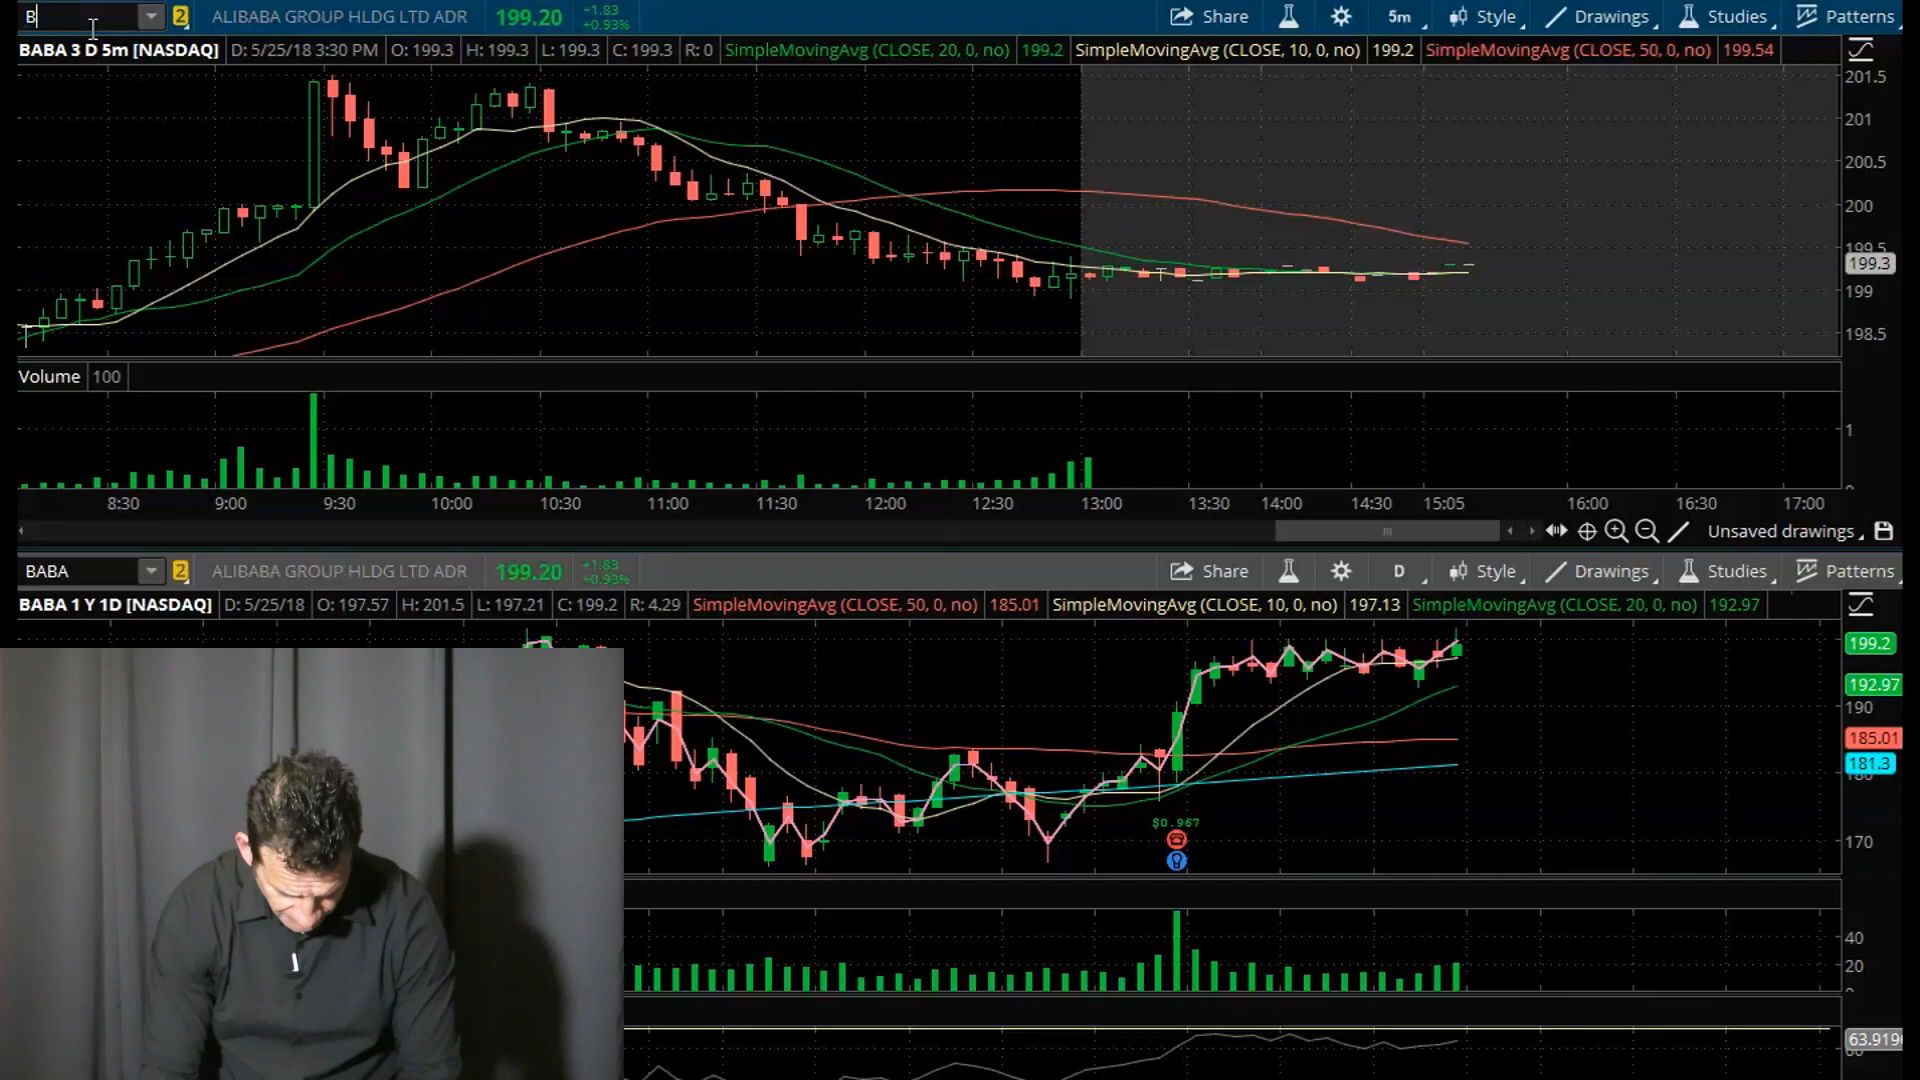 B 2 ALIBABA GROUP HLDG LTD ADR 199.20 +1.83 +0.93% Share 5m Style Drawings Studies Patterns
BABA 3 D 5m [NASDAQ] D: 5/25/18 3:30 PM O: 199.3 H: 199.3 L: 199.3 C: 199.3 R: 0 SimpleMovingAvg (CLOSE, 20, 0, no) 199.2 SimpleMovingAvg (CLOSE, 10, 0, no) 199.2 SimpleMovingAvg (CLOSE, 50, 0, no) 199.54
201.5
201
200.5
200
199.5
199.3
199
198.5
Volume 100
1
8:30 9:00 9:30 10:00 10:30 11:00 11:30 12:00 12:30 13:00 13:30 14:00 14:30 15:05 16:00 16:30 17:00
Unsaved drawings
BABA 2 ALIBABA GROUP HLDG LTD ADR 199.20 +1.83 +0.93% Share D Style Drawings Studies Patterns
BABA 1 Y 1D [NASDAQ] D: 5/25/18 O: 197.57 H: 201.5 L: 197.21 C: 199.2 R: 4.29 SimpleMovingAvg (CLOSE, 50, 0, no) 185.01 SimpleMovingAvg (CLOSE, 10, 0, no) 197.13 SimpleMovingAvg (CLOSE, 20, 0, no) 192.97
199.2
192.97
190
185.01
181.3
180
$0.967
170
40
20
63.919